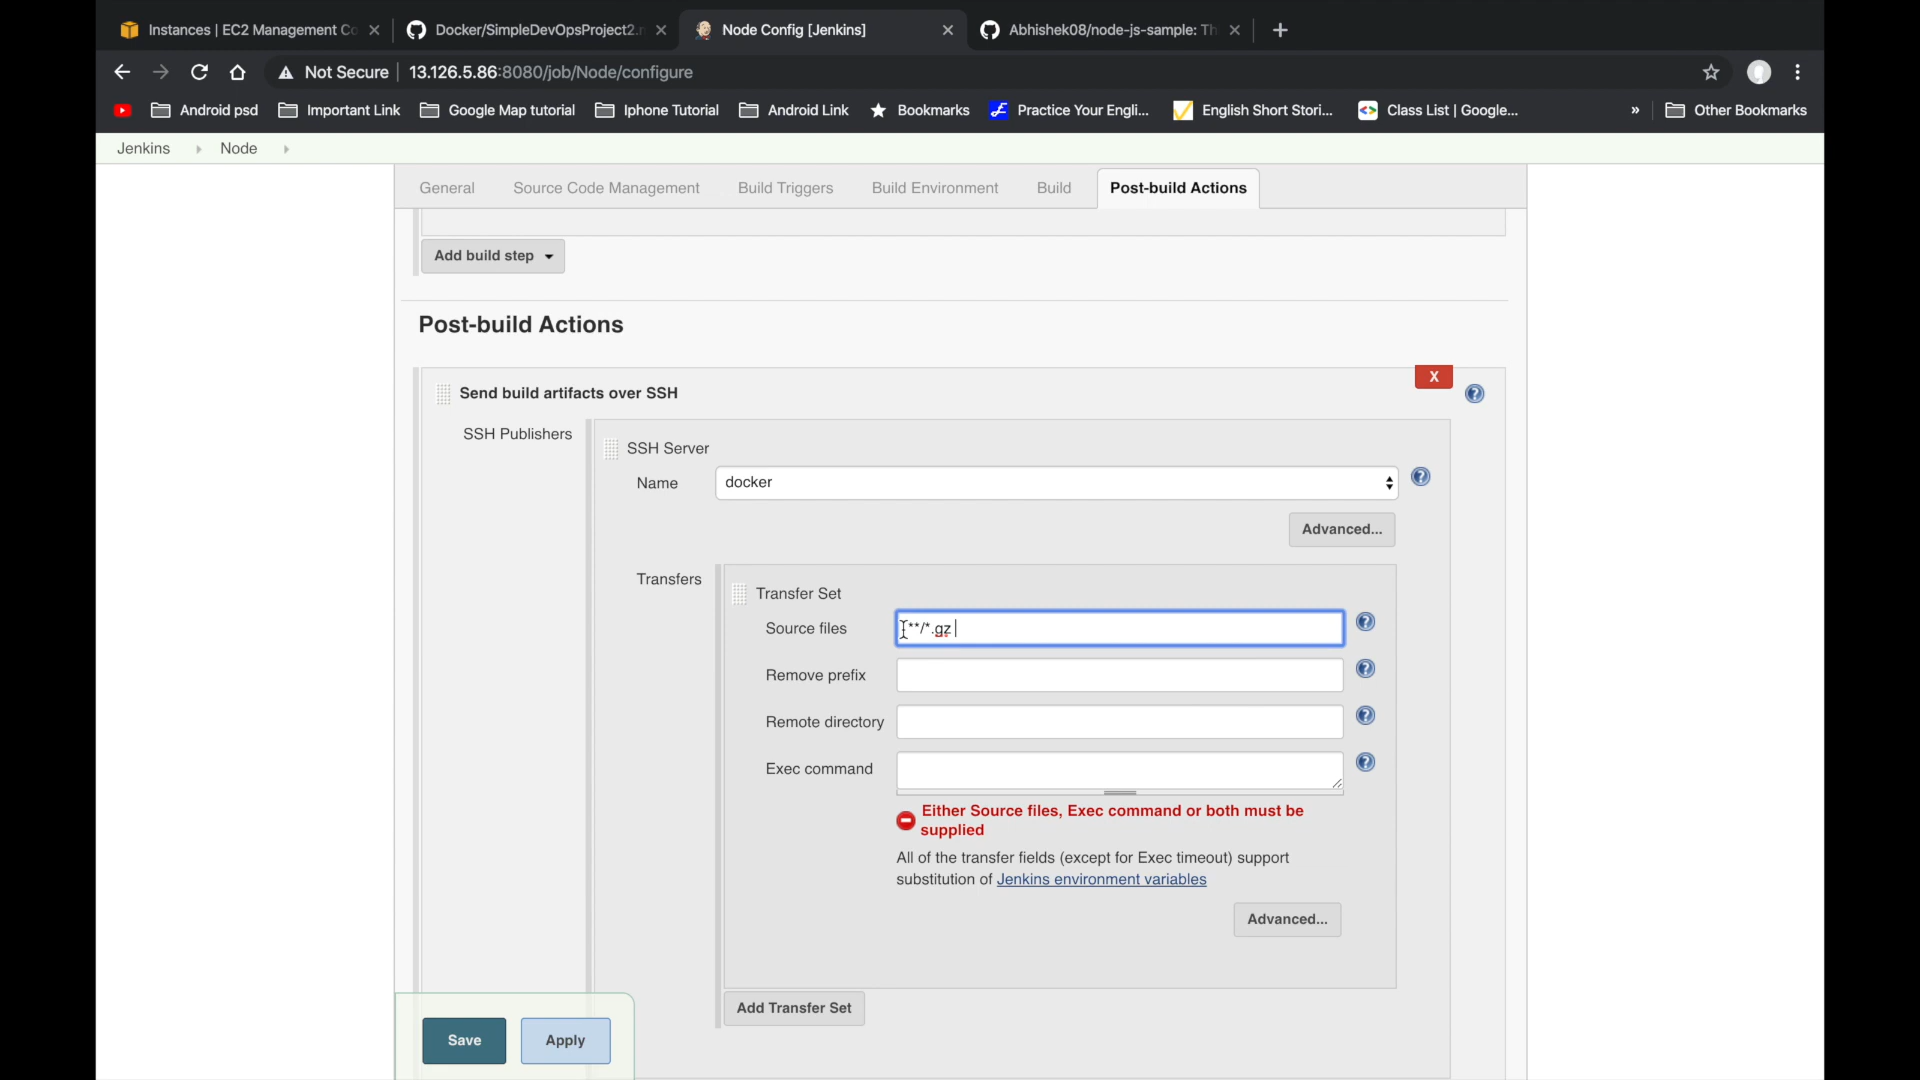 Instances | EC2 Management Co
Docker/SimpleDevOpsProject2.m
Node Config [Jenkins]
Abhishek08/node-js-sample: Th
Not Secure
13.126.5.86:8080/job/Node/configure
Android psd
Important Link
Google Map tutorial
Iphone Tutorial
Android Link
Bookmarks
Practice Your Engli...
English Short Stori...
Class List | Google...
»
Other Bookmarks
Jenkins
Node
General
Source Code Management
Build Triggers
Build Environment
Build
Post-build Actions
Add build step
Post-build Actions
X
Send build artifacts over SSH
SSH Publishers
SSH Server
Name
docker
Advanced...
Transfers
Transfer Set
Source files
**/*.gz
Remove prefix
Remote directory
Exec command
Either Source files, Exec command or both must be
supplied
All of the transfer fields (except for Exec timeout) support
substitution of Jenkins environment variables
Advanced...
Add Transfer Set
Save
Apply